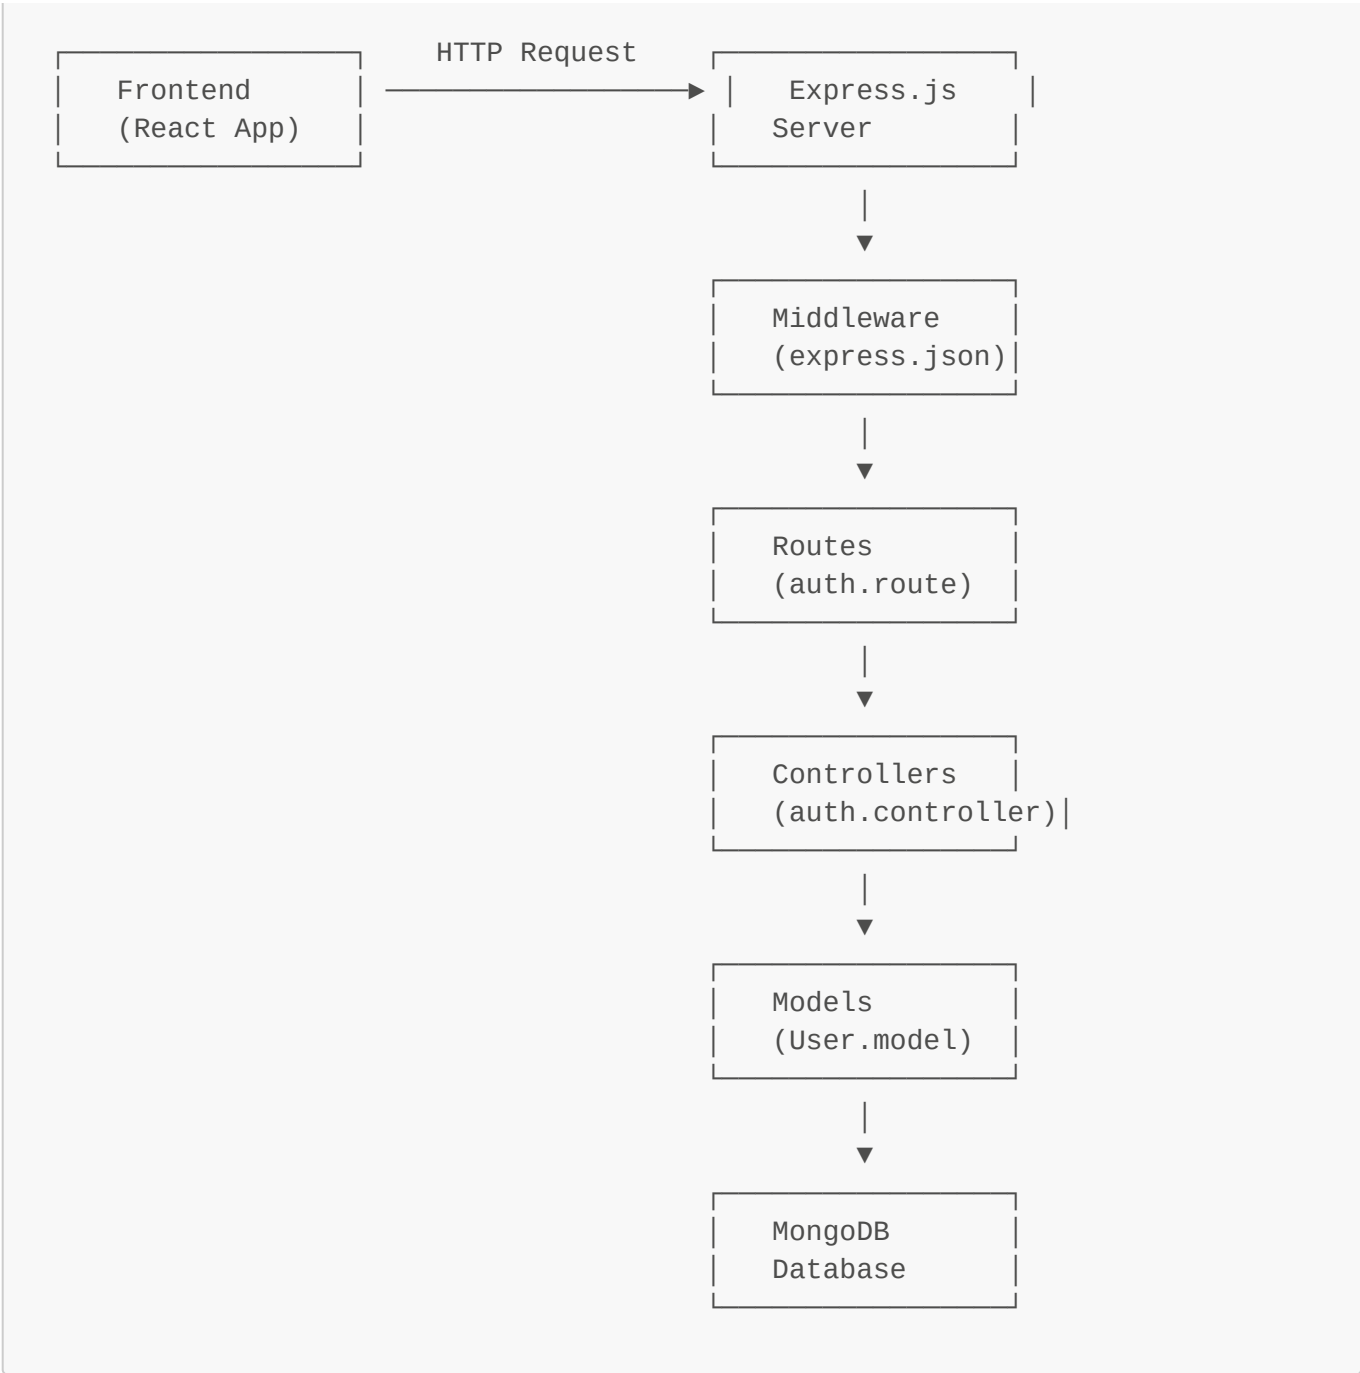 HTTP Request
Frontend
(React App)
Express.js
Server
Middleware
(express.json)
Routes
(auth.route)
Controllers
(auth.controller)
Models
(User.model)
MongoDB
Database